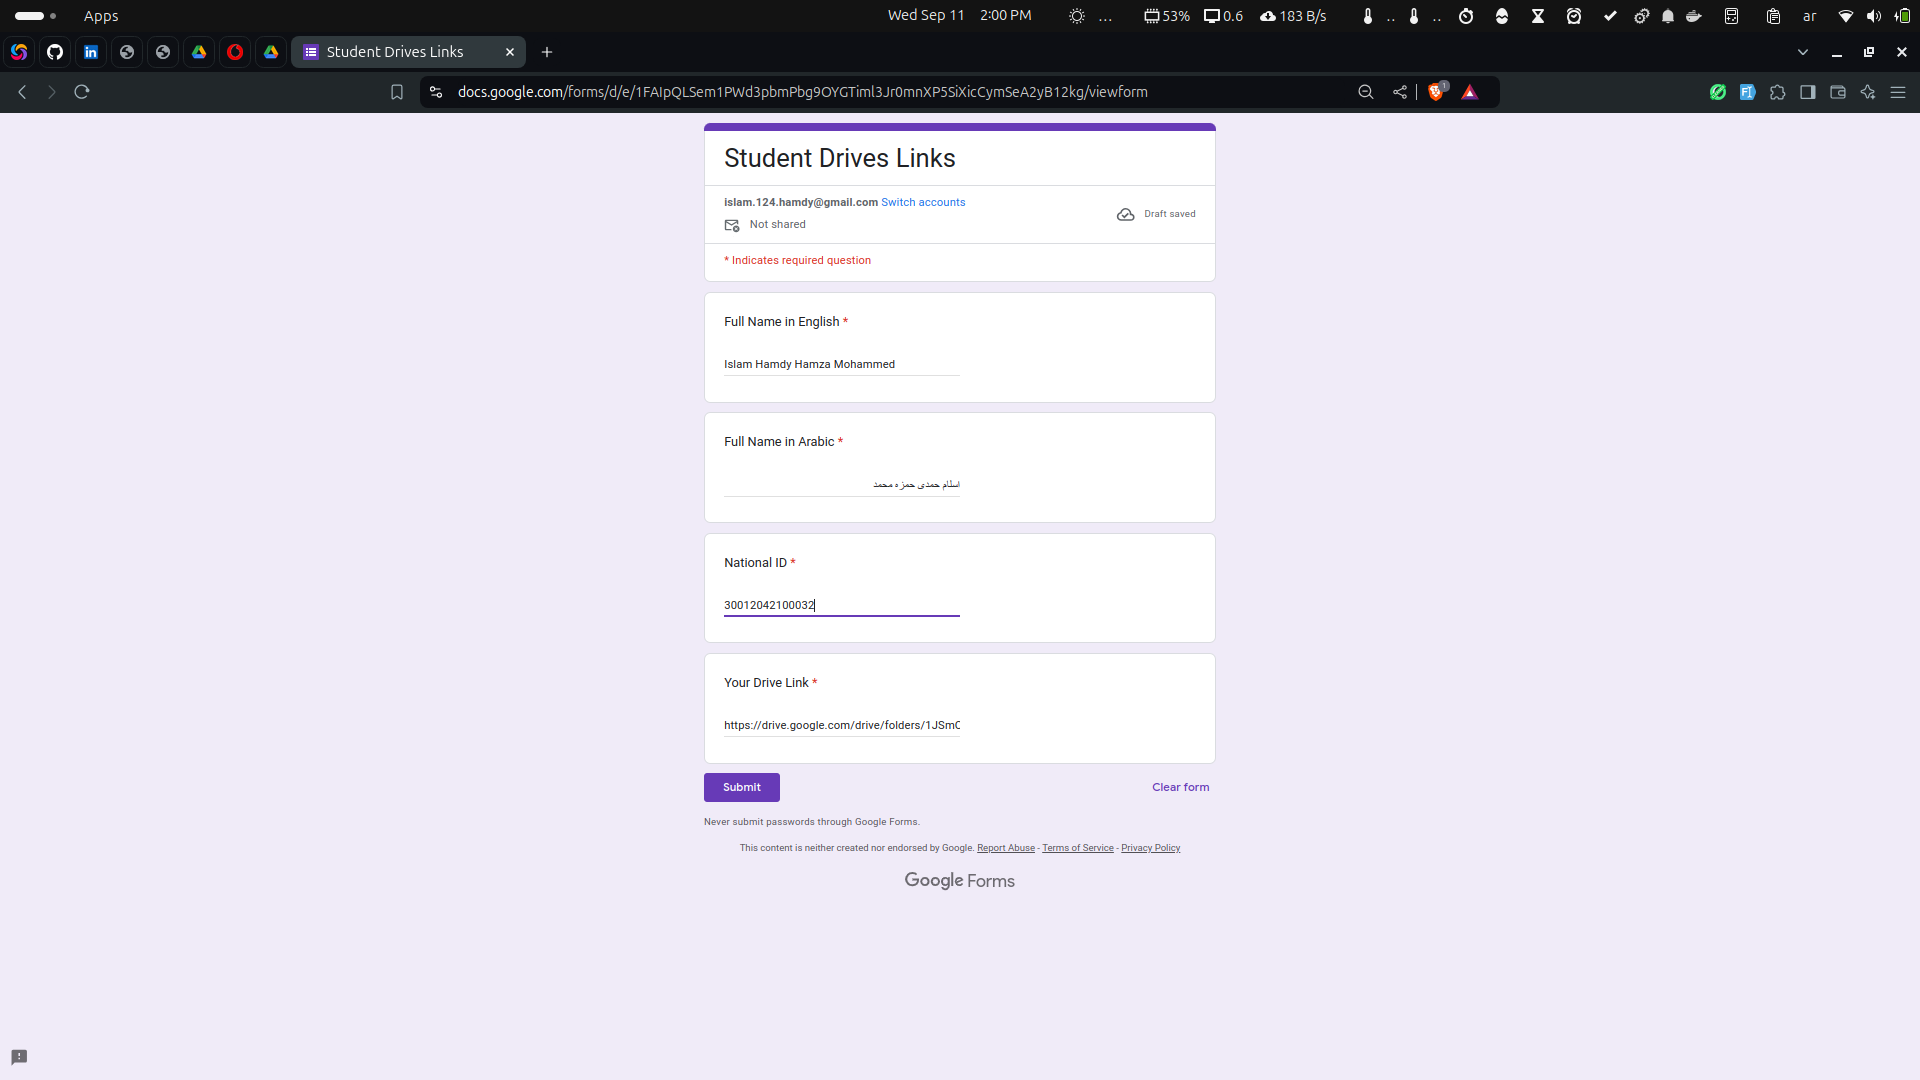 Apps
Wed Sep 11 2:00 PM
...
53%
0.6
183 B/s
..
..
ar
Student Drives Links
docs.google.com/forms/d/e/1FAIpQLSem1PWd3pbmPbg9OYGTiml3Jr0mnXP5SiXicCymSeA2yB12kg/viewform
1
Student Drives Links
islam.124.hamdy@gmail.com Switch accounts
Not shared
Draft saved
* Indicates required question
Full Name in English *
Islam Hamdy Hamza Mohammed
Full Name in Arabic *
اسلام حمدى حمزه محمد
National ID *
30012042100032
Your Drive Link *
https://drive.google.com/drive/folders/1JSmC
Submit
Clear form
Never submit passwords through Google Forms.
This content is neither created nor endorsed by Google. Report Abuse - Terms of Service - Privacy Policy
Google Forms